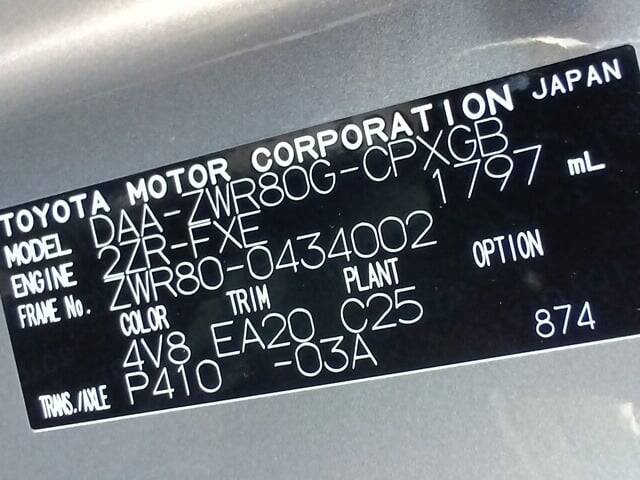 TOYOTA MOTOR CORPORATION JAPAN
MODEL DAA-ZWR80G-CPXGB
ENGINE 2ZR-FXE 1797 mL
FRAME No. ZWR80-0434002
COLOR TRIM PLANT OPTION
4V8 EA20 C25
TRANS./AXLE P410 -03A 874